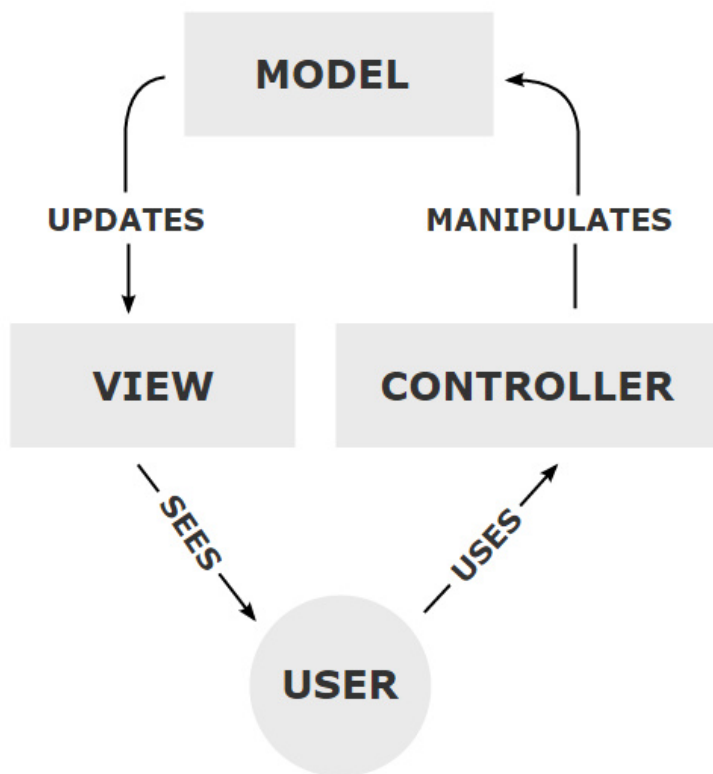 MODEL
UPDATES
MANIPULATES
VIEW
CONTROLLER
SEES
USES
USER